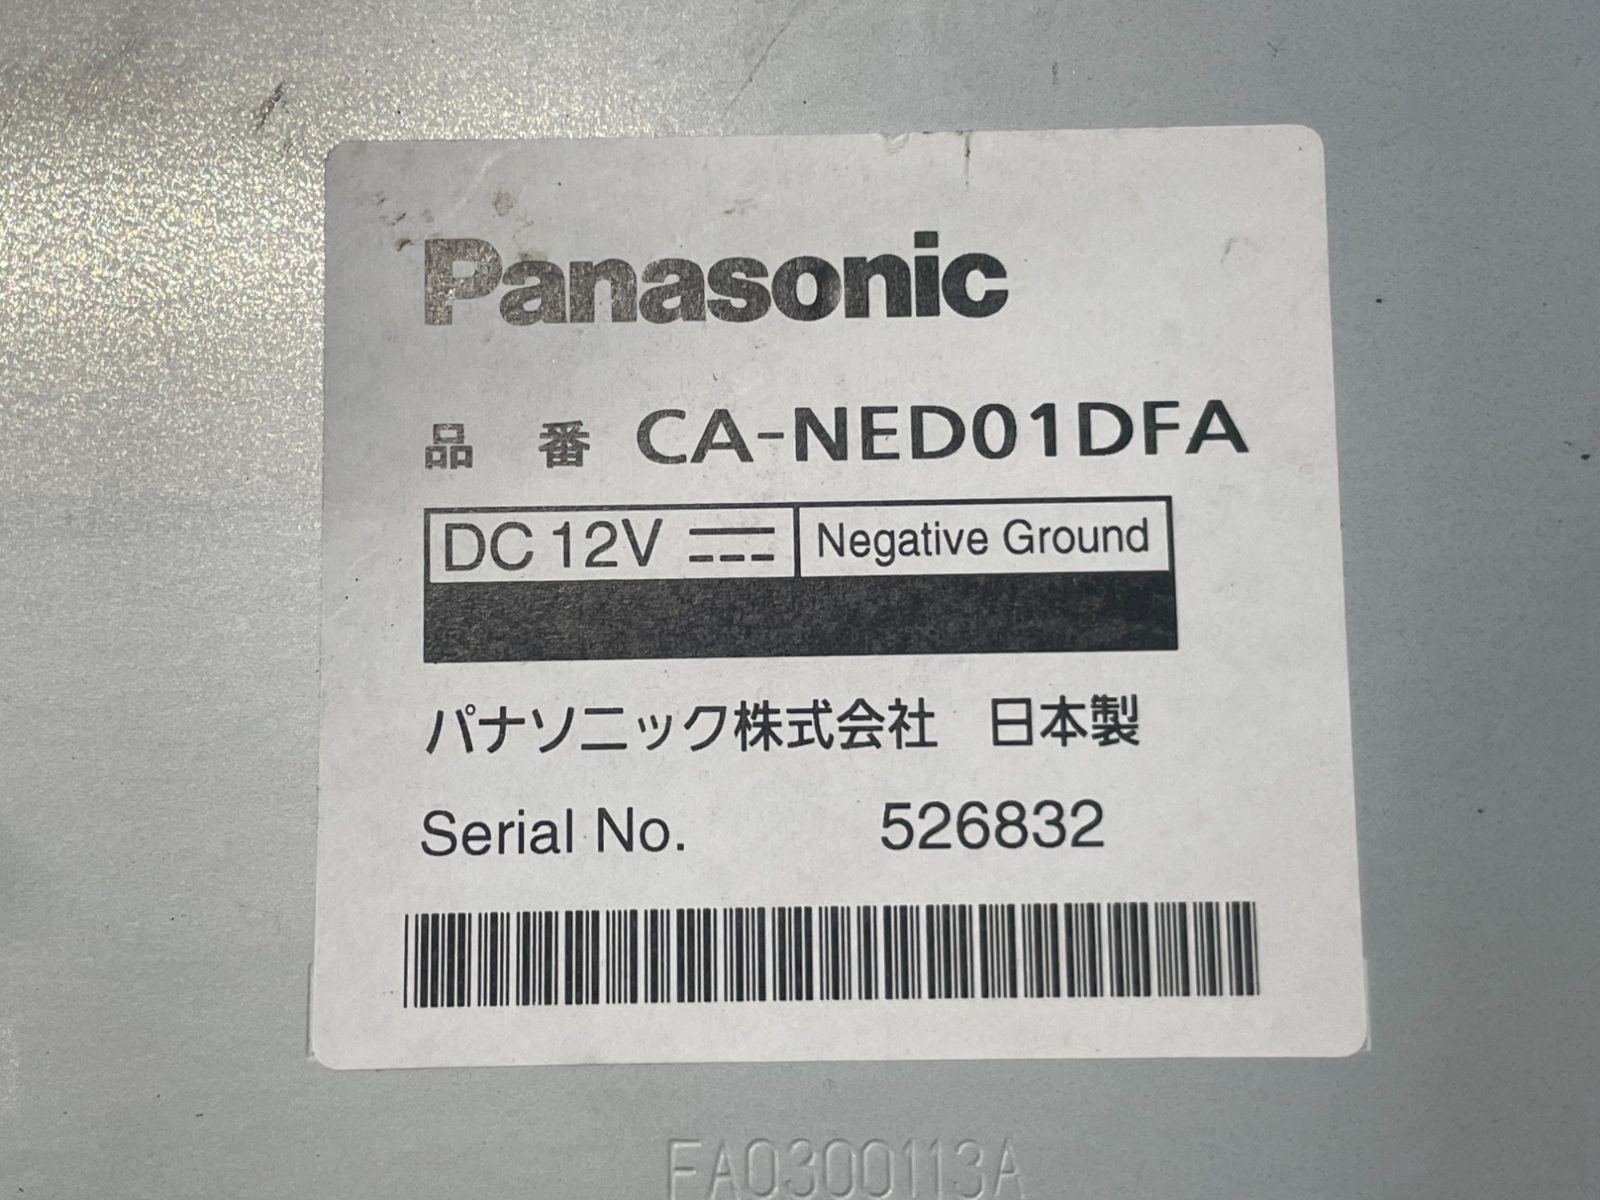 Panasonic
品 番 CA-NED01DFA
DC 12V Negative Ground
パナソニック株式会社 日本製
Serial No. 526832
FA0300113A